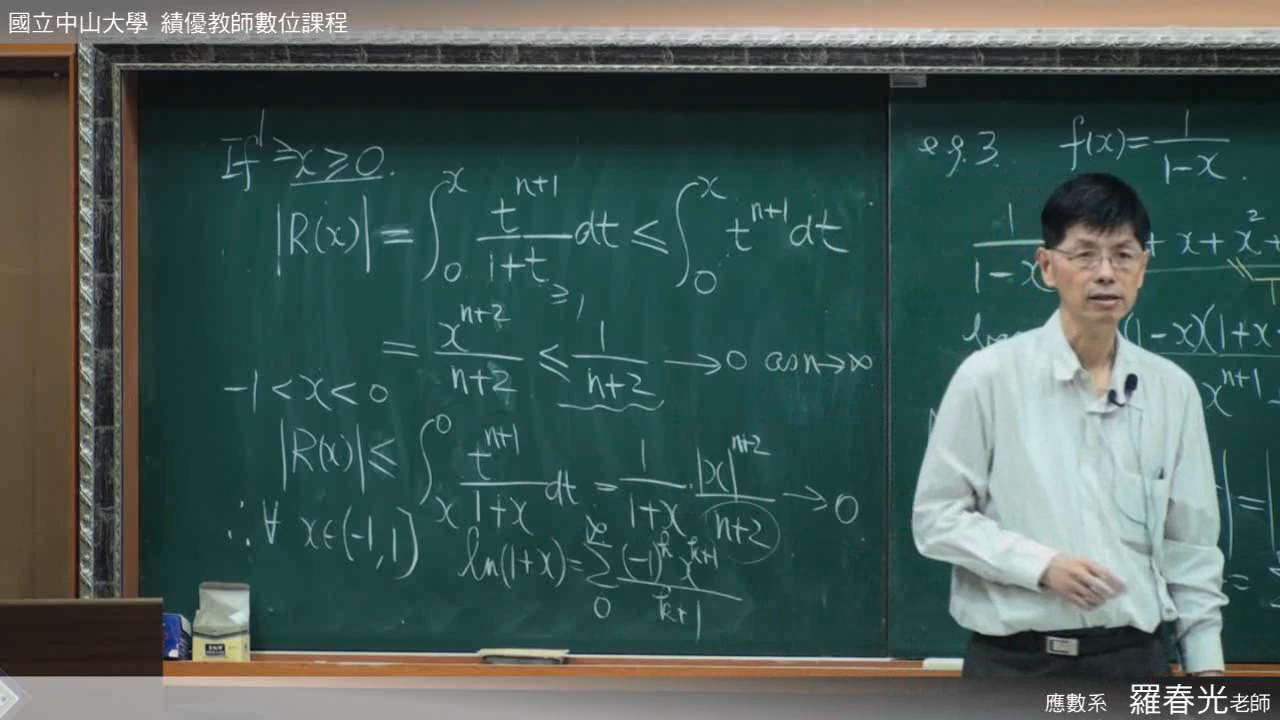 國立中山大學 績優教師數位課程
If 1≥x≥0.
|R(x)| = ∫₀ˣ tⁿ⁺¹/(1+t) dt ≤ ∫₀ˣ tⁿ⁺¹ dt
≥1
= xⁿ⁺²/(n+2) ≤ 1/(n+2) → 0 as n→∞
-1<x<0
|R(x)| ≤ ∫ₓ⁰ tⁿ⁺¹/(1+x) dt = 1/(1+x) · |x|ⁿ⁺²/(n+2) → 0
∴ ∀ x∈(-1,1]
ln(1+x) = ∑₀^∞ (-1)ᵏ xᵏ⁺¹/(k+1)
e.g.3. f(x) = 1/(1-x).
1/(1-x) + x + x² +
(1-x)(1+x
xⁿ⁺¹
應數系 羅春光老師